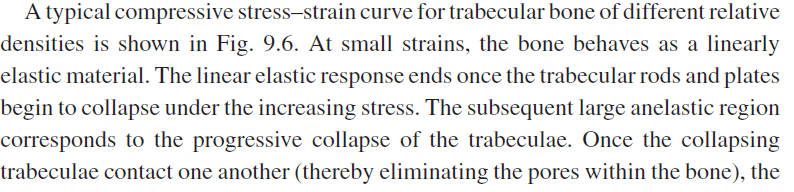 A typical compressive stress–strain curve for trabecular bone of different relative
densities is shown in Fig. 9.6. At small strains, the bone behaves as a linearly
elastic material. The linear elastic response ends once the trabecular rods and plates
begin to collapse under the increasing stress. The subsequent large anelastic region
corresponds to the progressive collapse of the trabeculae. Once the collapsing
trabeculae contact one another (thereby eliminating the pores within the bone), the